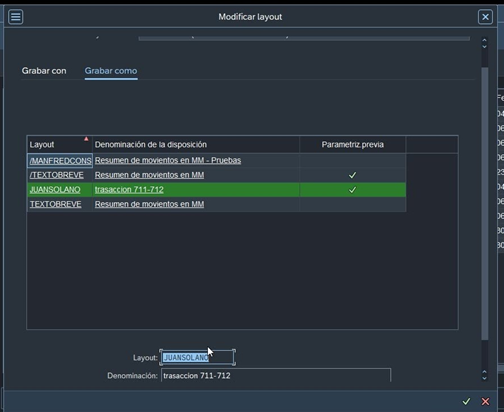 Modificar layout
Grabar con Grabar como
Layout Denominación de la disposición Parametriz.previa
/MANFREDCONS Resumen de movientos en MM - Pruebas
/TEXTOBREVE Resumen de movientos en MM
JUANSOLANO trasaccion 711-712
TEXTOBREVE Resumen de movientos en MM
Layout: JUANSOLANO
Denominación: trasaccion 711-712